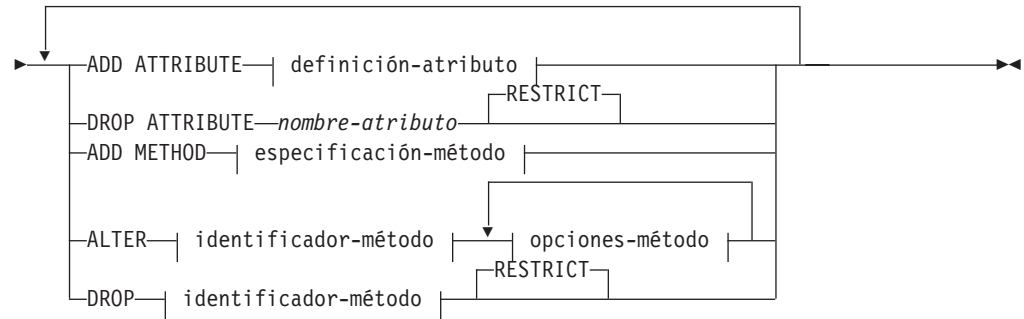 ADD ATTRIBUTE definición-atributo
RESTRICT
DROP ATTRIBUTE nombre-atributo
ADD METHOD especificación-método
ALTER identificador-método opciones-método
RESTRICT
DROP identificador-método